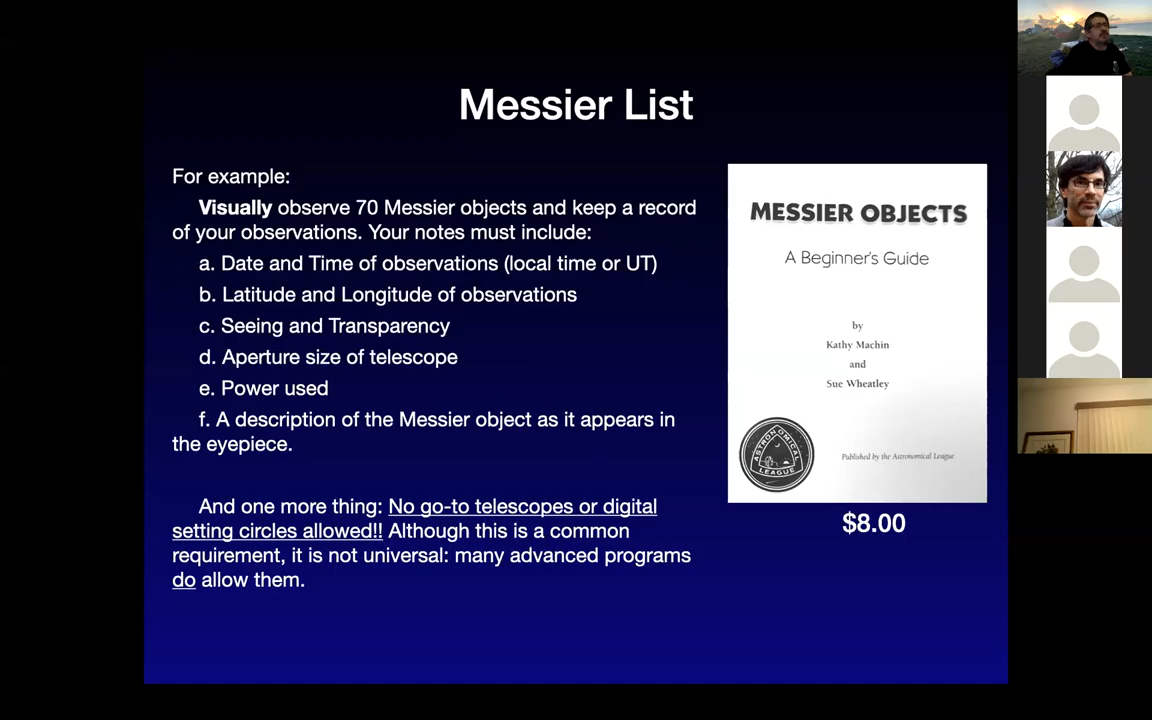 Messier List
For example:
Visually observe 70 Messier objects and keep a record
of your observations. Your notes must include:
a. Date and Time of observations (local time or UT)
b. Latitude and Longitude of observations
c. Seeing and Transparency
d. Aperture size of telescope
e. Power used
f. A description of the Messier object as it appears in
the eyepiece.
And one more thing: No go-to telescopes or digital
setting circles allowed!! Although this is a common
requirement, it is not universal: many advanced programs
do allow them.
MESSIER OBJECTS
A Beginner's Guide
by
Kathy Machin
and
Sue Wheatley
ASTRONOMICAL
LEAGUE
Published by the Astronomical League
$8.00